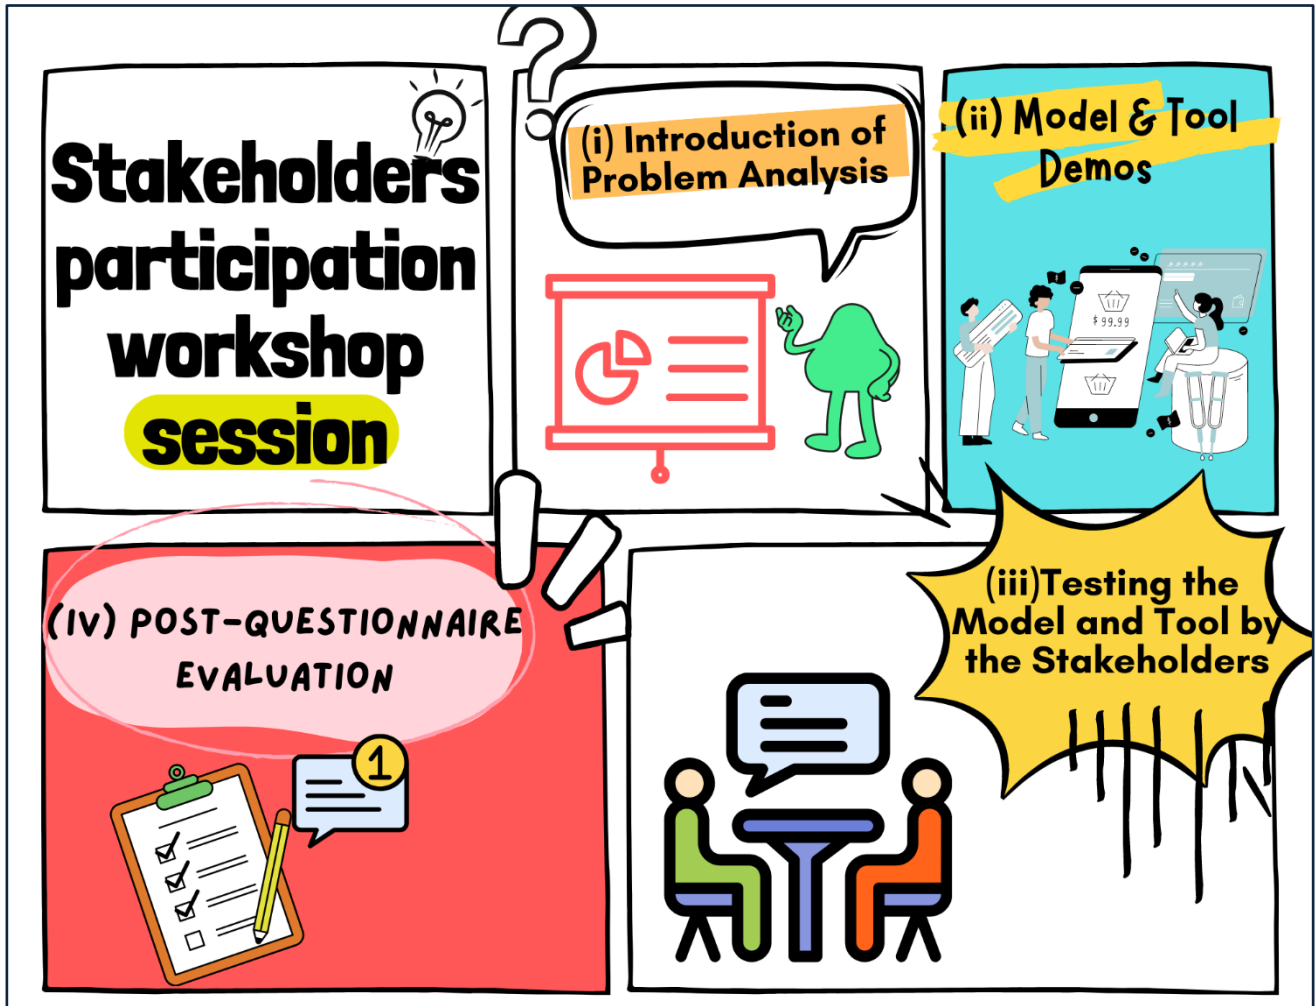 Stakeholders
participation
workshop
session
?
(i) Introduction of
Problem Analysis
(ii) Model & Tool
Demos
$ 99.99
(iii)Testing the
Model and Tool by
the Stakeholders
(IV) POST-QUESTIONNAIRE
EVALUATION
1